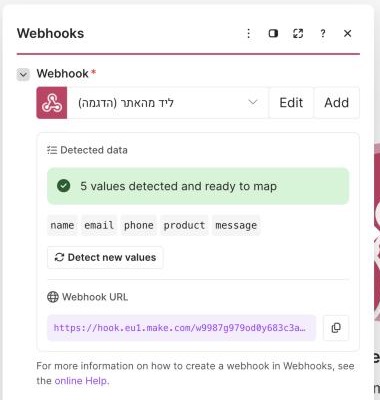 Webhooks
?
Webhook*
ליד מהאתר (הדגמה)
Edit
Add
Detected data
5 values detected and ready to map
name email phone product message
Detect new values
Webhook URL
https://hook.eu1.make.com/w9987g979od0y683c3a…
For more information on how to create a webhook in Webhooks, see
the online Help.